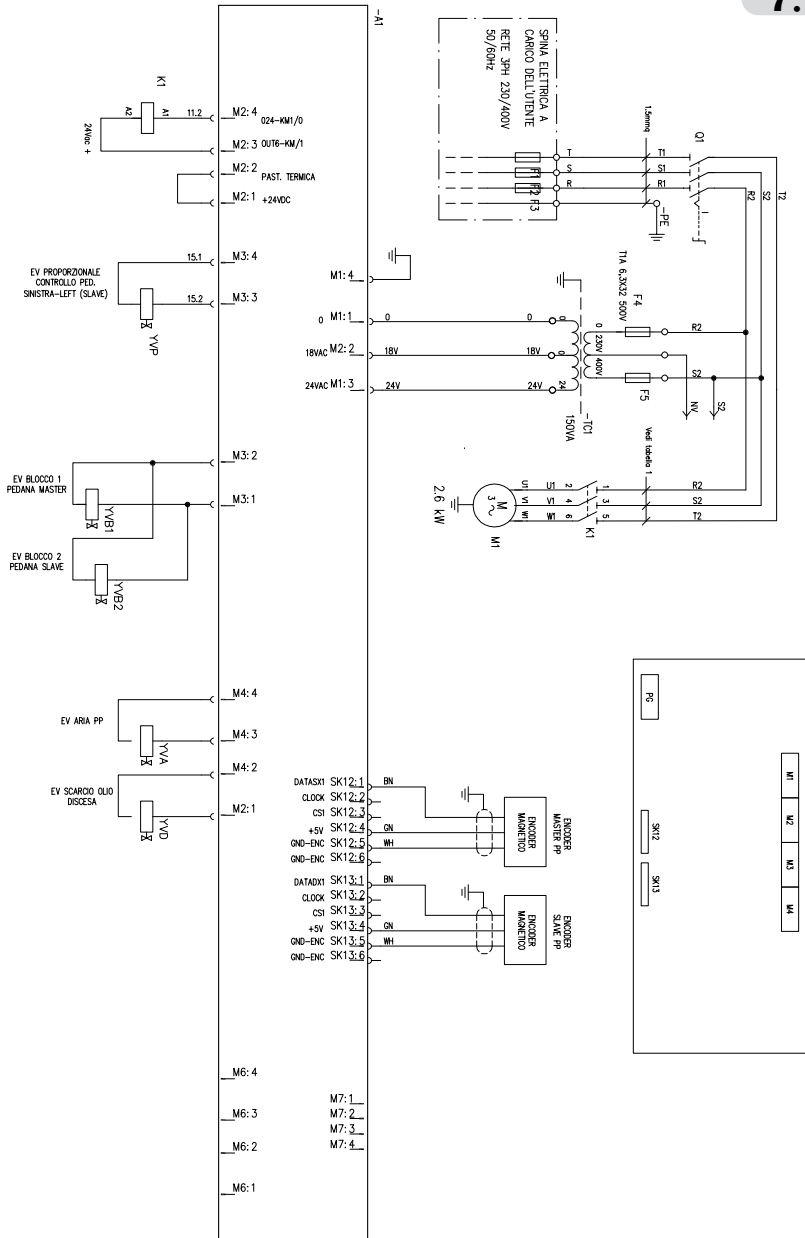 7.
-A1
K1
A2
A1
11.2
M2:4
024-KM1/0
24Vac +
M2:3
OUT6-KM/1
M2:2
PAST. TERMICA
M2:1
+24VDC
EV PROPORZIONALE
CONTROLLO PED.
SINISTRA-LEFT (SLAVE)
15.1
M3:4
15.2
M3:3
YVP
EV BLOCCO 1
PEDANA MASTER
M3:2
M3:1
YVB1
EV BLOCCO 2
PEDANA SLAVE
YVB2
EV ARIA PP
M4:4
M4:3
YVA
M4:2
EV SCARCIO OLIO
DISCESA
M2:1
YVD
M6:4
M6:3
M6:2
M6:1
SPINA ELETTRICA A
CARICO DELL'UTENTE
RETE 3PH 230/400V
50/60Hz
F1
F2
F3
T
S
R
1.5mmq
-PE
T1
S1
R1
Q1
I
T2
S2
R2
M1:4
0
M1:1
0
0
0
18VAC
M2:2
18V
18V
0
24VAC
M1:3
24V
24V
24
-TC1
150VA
0
230V
400V
T1A 6,3X32 500V
F4
F5
R2
S2
NV
S2
Vedi tabella 1
2.6 kW
M
3
M1
U1
V1
W1
U1
V1
W1
2
4
6
K1
1
3
5
R2
S2
T2
DATASX1
SK12:1
BN
CLOCK
SK12:2
CS1
SK12:3
+5V
SK12:4
GN
GND-ENC
SK12:5
WH
GND-ENC
SK12:6
ENCODER
MAGNETICO
ENCODER
MASTER PP
DATADX1
SK13:1
BN
CLOCK
SK13:2
CS1
SK13:3
+5V
SK13:4
GN
GND-ENC
SK13:5
WH
GND-ENC
SK13:6
ENCODER
MAGNETICO
ENCODER
SLAVE PP
M7:1
M7:2
M7:3
M7:4
PG
M1
M2
M3
M4
SK12
SK13